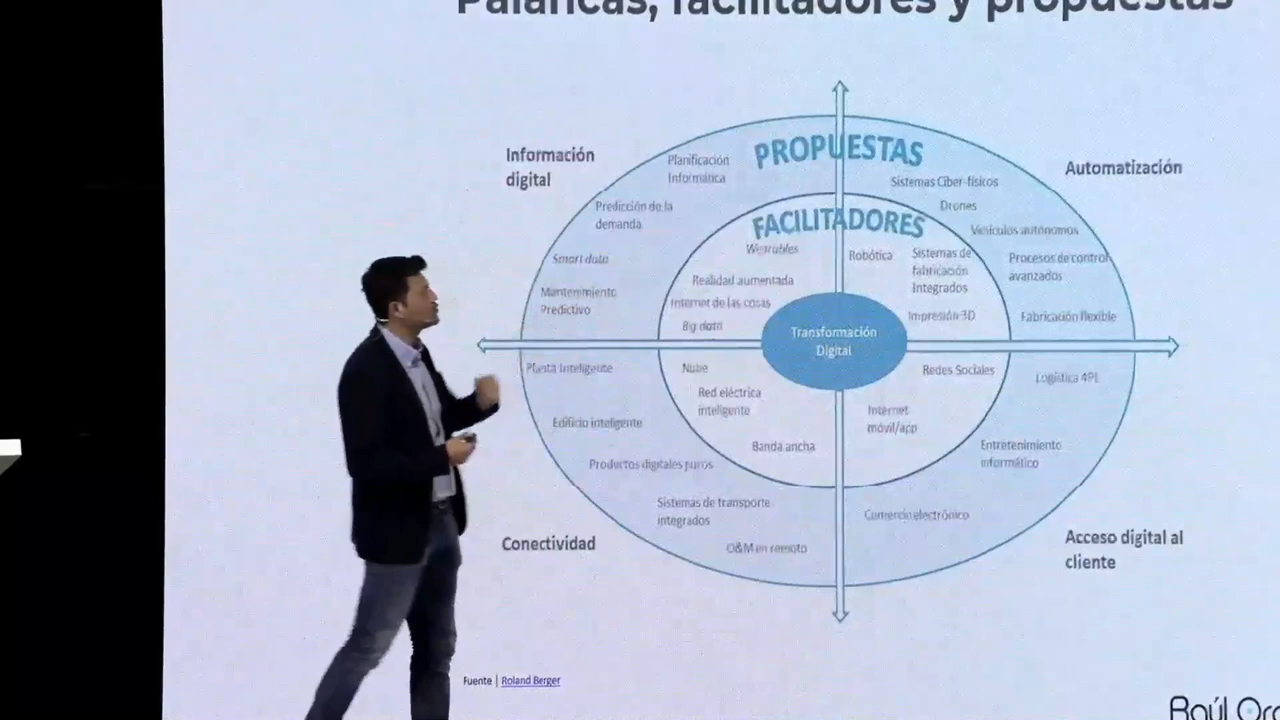 Palancas, facilitadores y propuestas
Información
digital
Automatización
PROPUESTAS
Planificación
Informática
Predicción de la
demanda
Smart data
Mantenimiento
Predictivo
Sistemas Ciber-físicos
Drones
Vehículos autónomos
Procesos de control
avanzados
Fabricación flexible
FACILITADORES
Wearables
Realidad aumentada
Internet de las cosas
Big data
Robótica
Sistemas de
fabricación
Integrados
Impresión 3D
Transformación
Digital
Planta Inteligente
Edificio inteligente
Productos digitales puros
Sistemas de transporte
integrados
O&M en remoto
Nube
Red eléctrica
inteligente
Banda ancha
Redes Sociales
Internet
móvil/app
Logística 4PL
Entretenimiento
informático
Comercio electrónico
Conectividad
Acceso digital al
cliente
Fuente | Roland Berger
Raúl